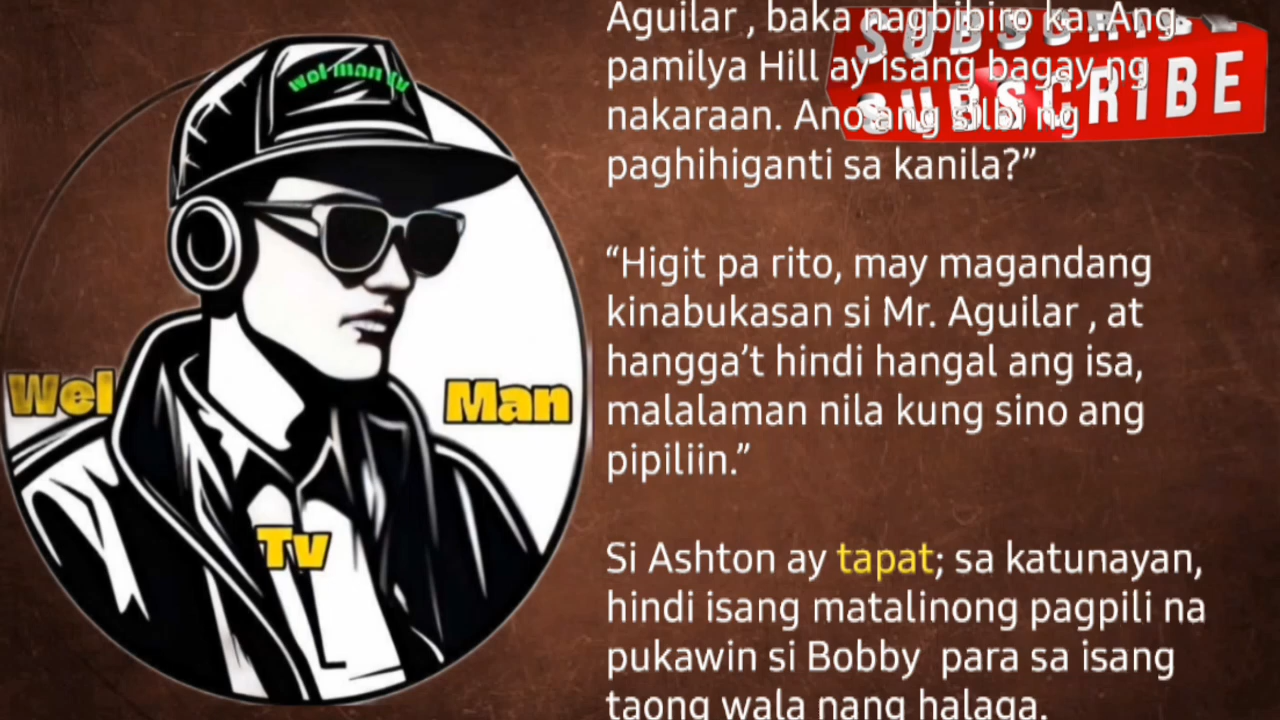 wel man tv
Wel
Man
Tv
SUBSCRIBE
SUBSCRIBE
Aguilar , baka nagbibiro ka. Ang
pamilya Hill ay isang bagay ng
nakaraan. Ano ang silbi ng
paghihiganti sa kanila?”
“Higit pa rito, may magandang
kinabukasan si Mr. Aguilar , at
hangga’t hindi hangal ang isa,
malalaman nila kung sino ang
pipiliin.”
Si Ashton ay tapat; sa katunayan,
hindi isang matalinong pagpili na
pukawin si Bobby  para sa isang
taong wala nang halaga.